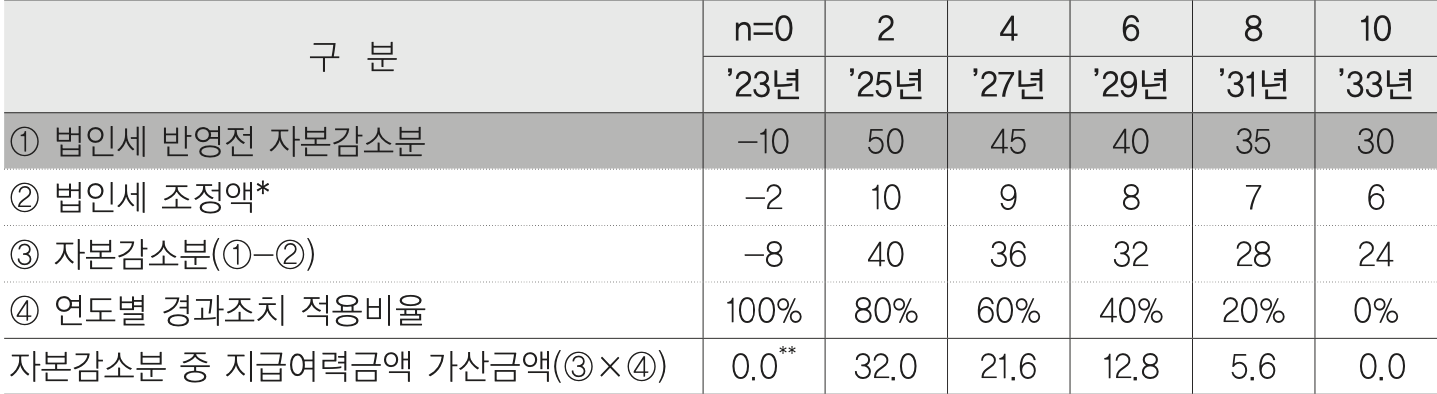 구 분 n=0 2 4 6 8 10
’23년 ’25년 ’27년 ’29년 ’31년 ’33년
① 법인세 반영전 자본감소분 −10 50 45 40 35 30
② 법인세 조정액* −2 10 9 8 7 6
③ 자본감소분(①−②) −8 40 36 32 28 24
④ 연도별 경과조치 적용비율 100% 80% 60% 40% 20% 0%
자본감소분 중 지급여력금액 가산금액(③×④) 0.0** 32.0 21.6 12.8 5.6 0.0